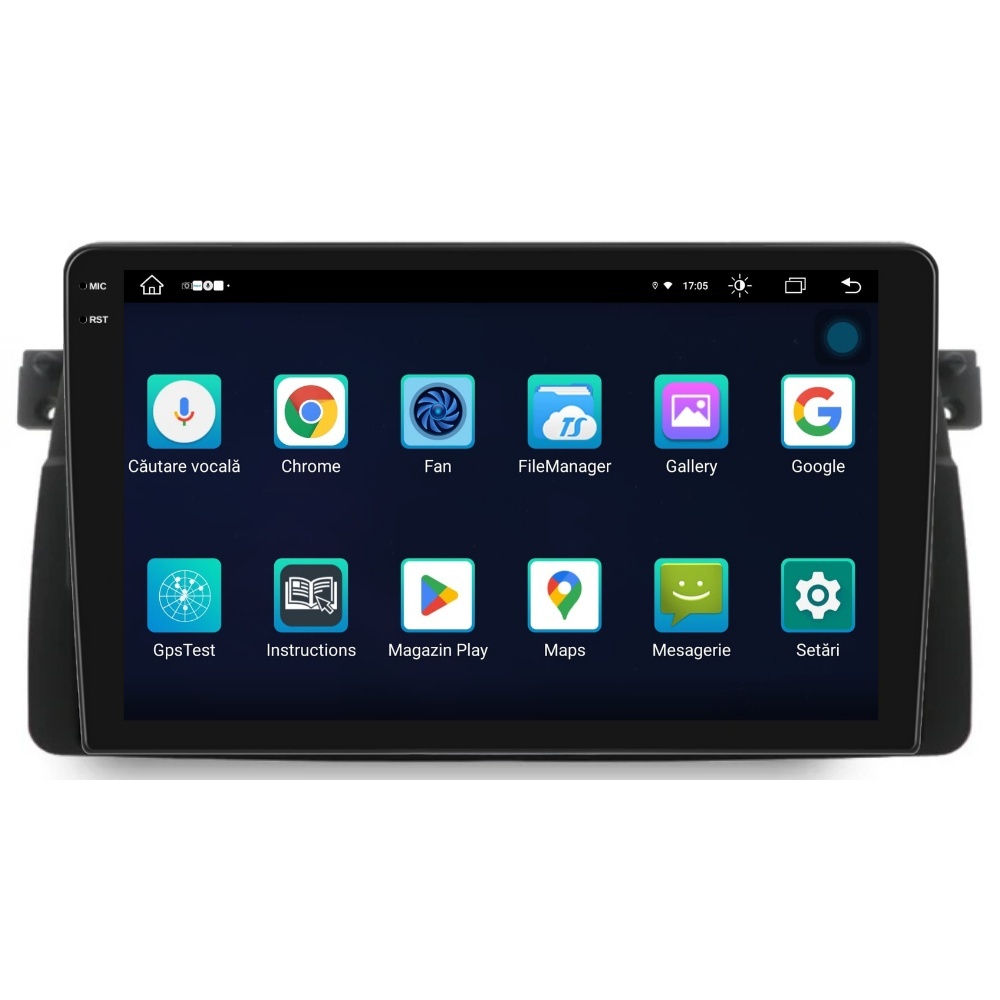 MIC
17:05
RST
Căutare vocală
Chrome
Fan
FileManager
Gallery
Google
GpsTest
Instructions
Magazin Play
Maps
Mesagerie
Setări